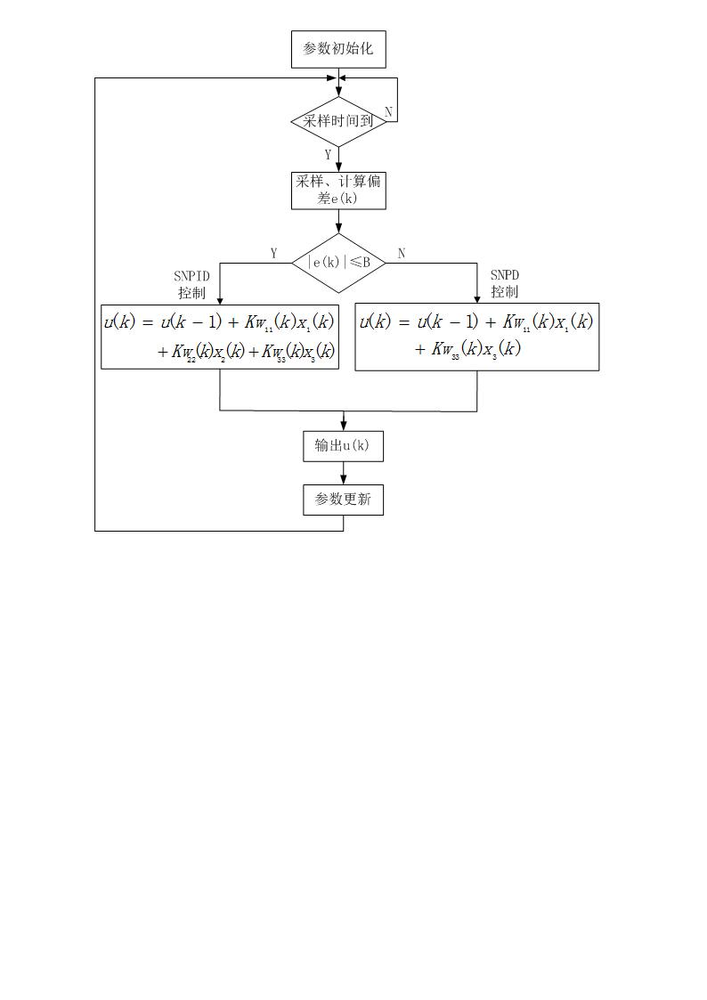 参数初始化
采样时间到
N
Y
采样、计算偏
差e(k)
|e(k)|≤B
Y
N
SNPID
控制
SNPD
控制
u(k) = u(k − 1) + Kw₁₁(k)x₁(k)
+ Kw₂₂(k)x₂(k) + Kw₃₃(k)x₃(k)
u(k) = u(k − 1) + Kw₁₁(k)x₁(k)
+ Kw₃₃(k)x₃(k)
输出u(k)
参数更新